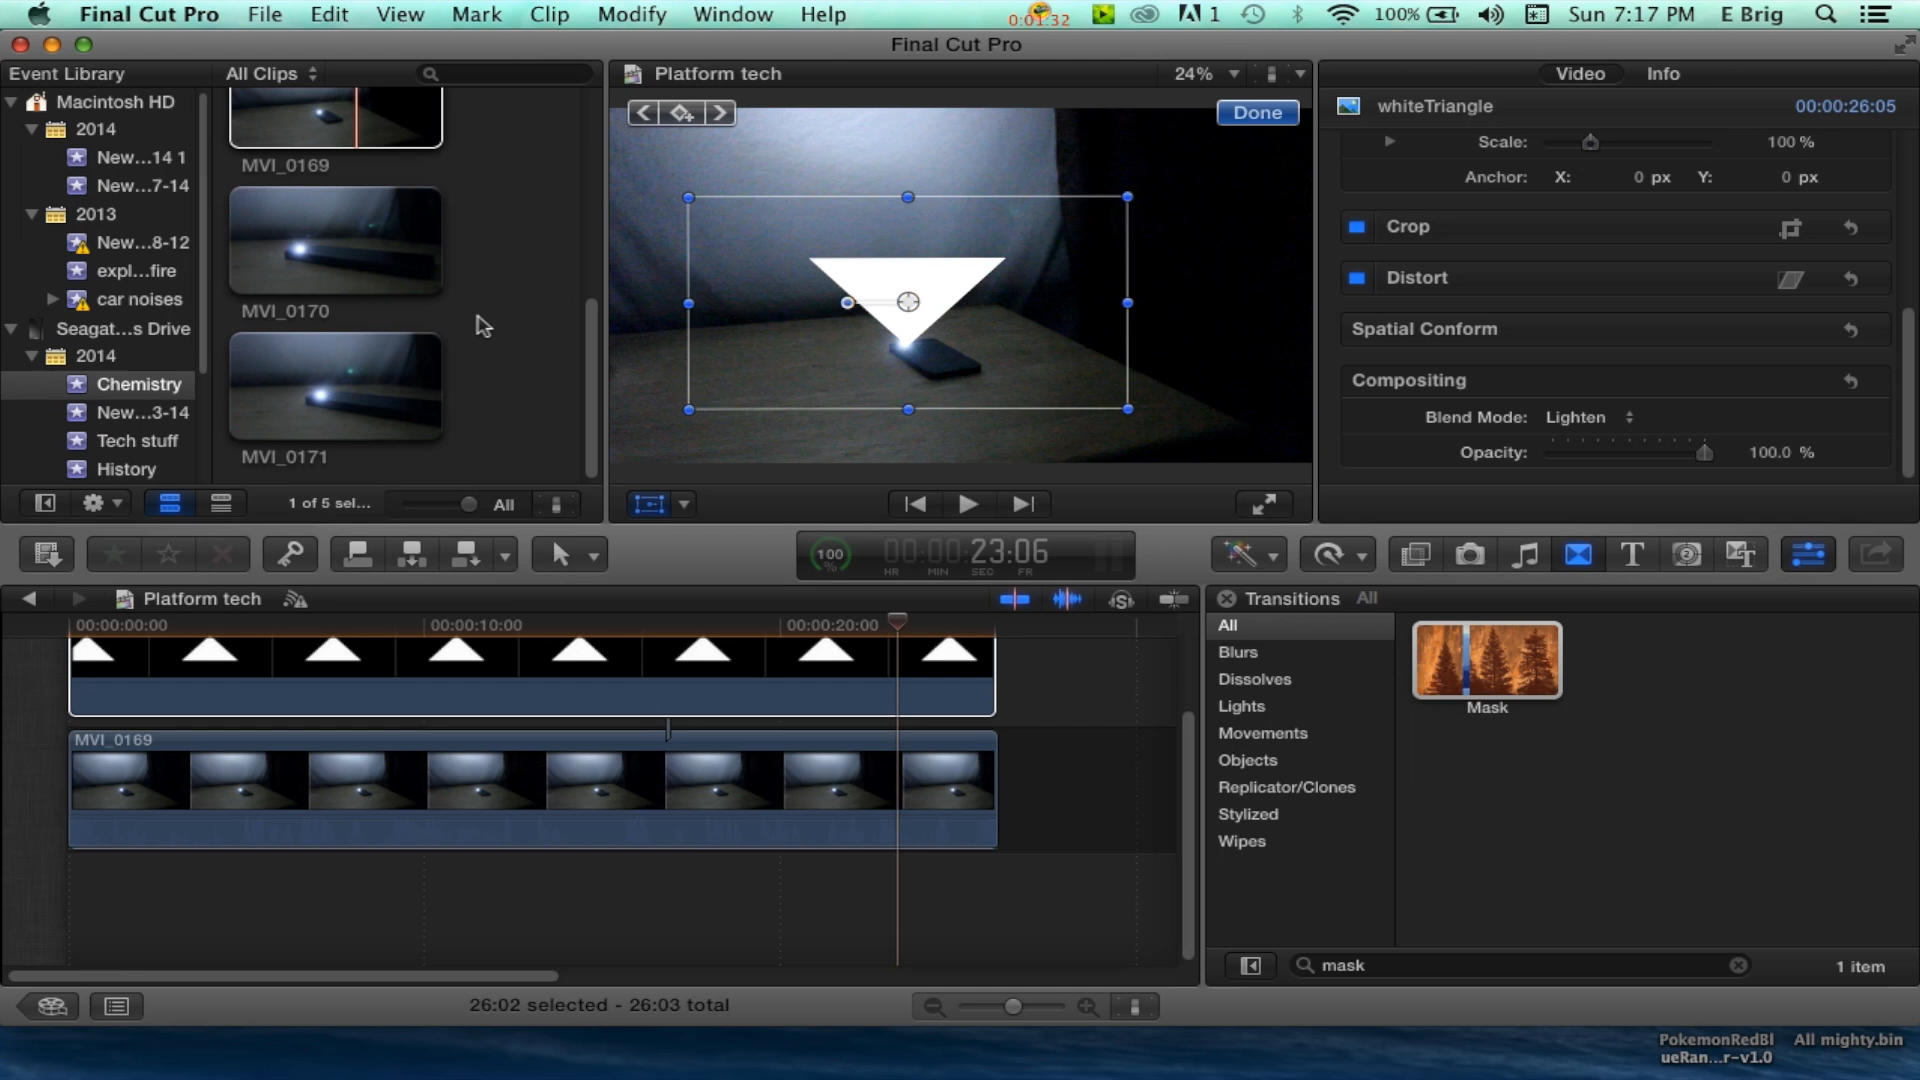 Final Cut Pro File Edit View Mark Clip Modify Window Help 0:01:32 1 100% Sun 7:17 PM E Brig
Final Cut Pro
Event Library All Clips
Macintosh HD
2014
New...14 1
New...7-14
2013
New...8-12
expl...fire
car noises
Seagat...s Drive
2014
Chemistry
New...3-14
Tech stuff
History
MVI_0169
MVI_0170
MVI_0171
1 of 5 sel... All
Platform tech 24%
Done
Video Info
whiteTriangle 00:00:26:05
Scale: 100 %
Anchor: X: 0 px Y: 0 px
Crop
Distort
Spatial Conform
Compositing
Blend Mode: Lighten
Opacity: 100.0 %
100 % 00:00:23:06
HR MIN SEC FR
Platform tech
00:00:00:00 00:00:10:00 00:00:20:00
MVI_0169
Transitions All
All
Blurs
Dissolves
Lights
Movements
Objects
Replicator/Clones
Stylized
Wipes
Mask
mask 1 item
26:02 selected - 26:03 total
PokemonRedBl
ueRan...r-v1.0
All mighty.bin